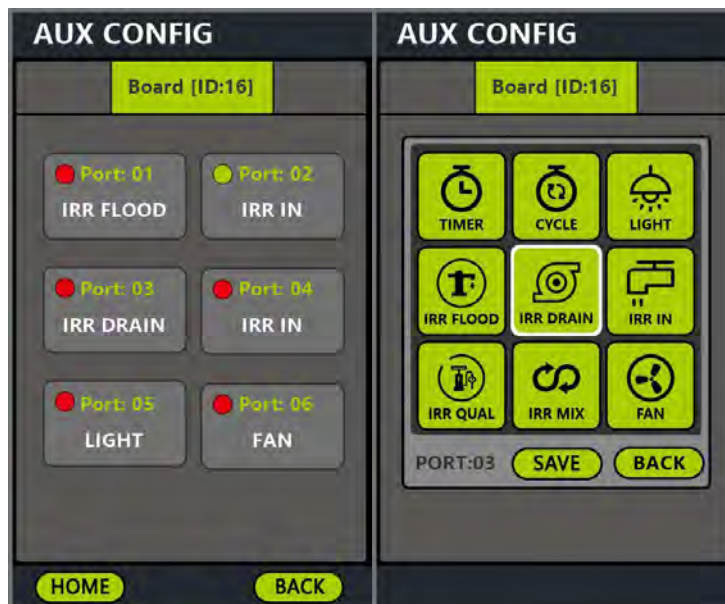 AUX CONFIG
Board [ID:16]
Port: 01
IRR FLOOD
Port: 02
IRR IN
Port: 03
IRR DRAIN
Port: 04
IRR IN
Port: 05
LIGHT
Port: 06
FAN
HOME
BACK
AUX CONFIG
Board [ID:16]
TIMER
CYCLE
LIGHT
IRR FLOOD
IRR DRAIN
IRR IN
IRR QUAL
IRR MIX
FAN
PORT:03
SAVE
BACK